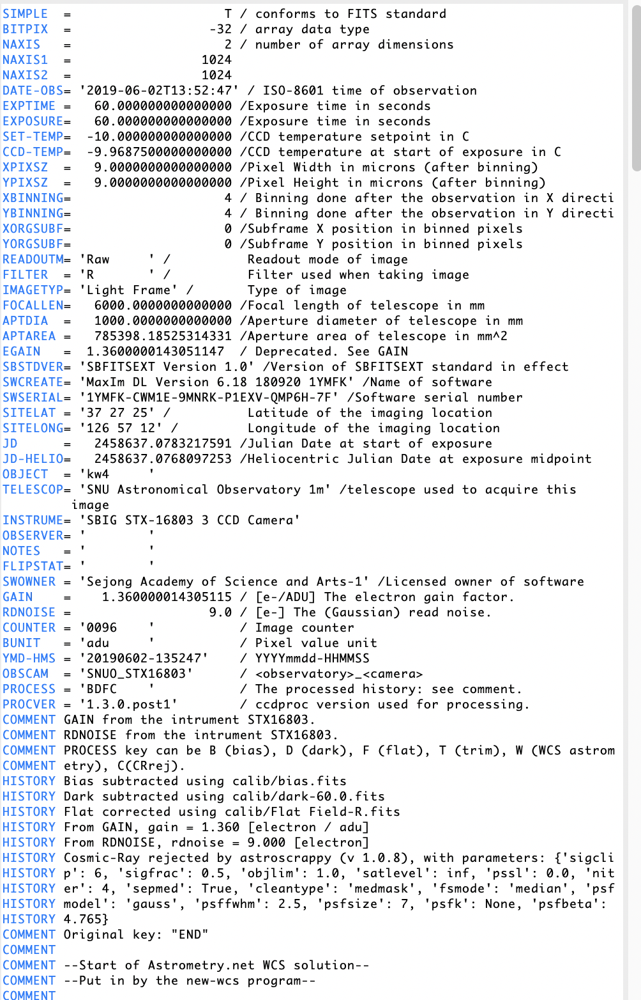 SIMPLE  =                    T / conforms to FITS standard
BITPIX  =                  -32 / array data type
NAXIS   =                    2 / number of array dimensions
NAXIS1  =                 1024
NAXIS2  =                 1024
DATE-OBS= '2019-06-02T13:52:47' / ISO-8601 time of observation
EXPTIME =   60.000000000000000 /Exposure time in seconds
EXPOSURE=   60.000000000000000 /Exposure time in seconds
SET-TEMP=  -10.000000000000000 /CCD temperature setpoint in C
CCD-TEMP=  -9.9687500000000000 /CCD temperature at start of exposure in C
XPIXSZ  =   9.0000000000000000 /Pixel Width in microns (after binning)
YPIXSZ  =   9.0000000000000000 /Pixel Height in microns (after binning)
XBINNING=                    4 / Binning done after the observation in X directi
YBINNING=                    4 / Binning done after the observation in Y directi
XORGSUBF=                    0 /Subframe X position in binned pixels
YORGSUBF=                    0 /Subframe Y position in binned pixels
READOUTM= 'Raw     ' /          Readout mode of image
FILTER  = 'R       ' /          Filter used when taking image
IMAGETYP= 'Light Frame' /       Type of image
FOCALLEN=   6000.0000000000000 /Focal length of telescope in mm
APTDIA  =   1000.0000000000000 /Aperture diameter of telescope in mm
APTAREA =   785398.18525314331 /Aperture area of telescope in mm^2
EGAIN   =  1.3600000143051147  / Deprecated. See GAIN
SBSTDVER= 'SBFITSEXT Version 1.0' /Version of SBFITSEXT standard in effect
SWCREATE= 'MaxIm DL Version 6.18 180920 1YMFK' /Name of software
SWSERIAL= '1YMFK-CWM1E-9MNRK-P1EXV-QMP6H-7F' /Software serial number
SITELAT = '37 27 25' /          Latitude of the imaging location
SITELONG= '126 57 12' /         Longitude of the imaging location
JD      =   2458637.0783217591 /Julian Date at start of exposure
JD-HELIO=   2458637.0768097253 /Heliocentric Julian Date at exposure midpoint
OBJECT  = 'kw4     '
TELESCOP= 'SNU Astronomical Observatory 1m' /telescope used to acquire this
image
INSTRUME= 'SBIG STX-16803 3 CCD Camera'
OBSERVER= '        '
NOTES   = '        '
FLIPSTAT= '        '
SWOWNER = 'Sejong Academy of Science and Arts-1' /Licensed owner of software
GAIN    =    1.360000014305115 / [e-/ADU] The electron gain factor.
RDNOISE =                  9.0 / [e-] The (Gaussian) read noise.
COUNTER = '0096    '           / Image counter
BUNIT   = 'adu     '           / Pixel value unit
YMD-HMS = '20190602-135247'    / YYYYmmdd-HHMMSS
OBSCAM  = 'SNUO_STX16803'      / <observatory>_<camera>
PROCESS = 'BDFC    '           / The processed history: see comment.
PROCVER = '1.3.0.post1'        / ccdproc version used for processing.
COMMENT GAIN from the intrument STX16803.
COMMENT RDNOISE from the intrument STX16803.
COMMENT PROCESS key can be B (bias), D (dark), F (flat), T (trim), W (WCS astrom
COMMENT etry), C(CRrej).
HISTORY Bias subtracted using calib/bias.fits
HISTORY Dark subtracted using calib/dark-60.0.fits
HISTORY Flat corrected using calib/Flat Field-R.fits
HISTORY From GAIN, gain = 1.360 [electron / adu]
HISTORY From RDNOISE, rdnoise = 9.000 [electron]
HISTORY Cosmic-Ray rejected by astroscrappy (v 1.0.8), with parameters: {'sigcli
HISTORY p': 6, 'sigfrac': 0.5, 'objlim': 1.0, 'satlevel': inf, 'pssl': 0.0, 'nit
HISTORY er': 4, 'sepmed': True, 'cleantype': 'medmask', 'fsmode': 'median', 'psf
HISTORY model': 'gauss', 'psffwhm': 2.5, 'psfsize': 7, 'psfk': None, 'psfbeta':
HISTORY 4.765}
COMMENT Original key: "END"
COMMENT
COMMENT --Start of Astrometry.net WCS solution--
COMMENT --Put in by the new-wcs program--
COMMENT